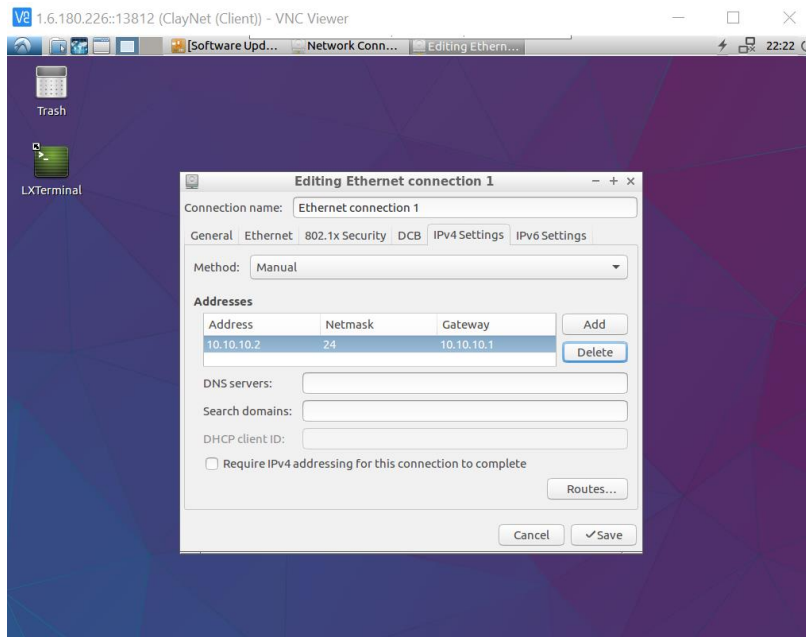 1.6.180.226::13812 (ClayNet (Client)) - VNC Viewer
[Software Upd... Network Conn... Editing Ethern... 22:22
Trash
LXTerminal
Editing Ethernet connection 1
Connection name: Ethernet connection 1
General Ethernet 802.1x Security DCB IPv4 Settings IPv6 Settings
Method: Manual
Addresses
Address Netmask Gateway Add
10.10.10.2 24 10.10.10.1
Delete
DNS servers:
Search domains:
DHCP client ID:
Require IPv4 addressing for this connection to complete
Routes...
Cancel Save